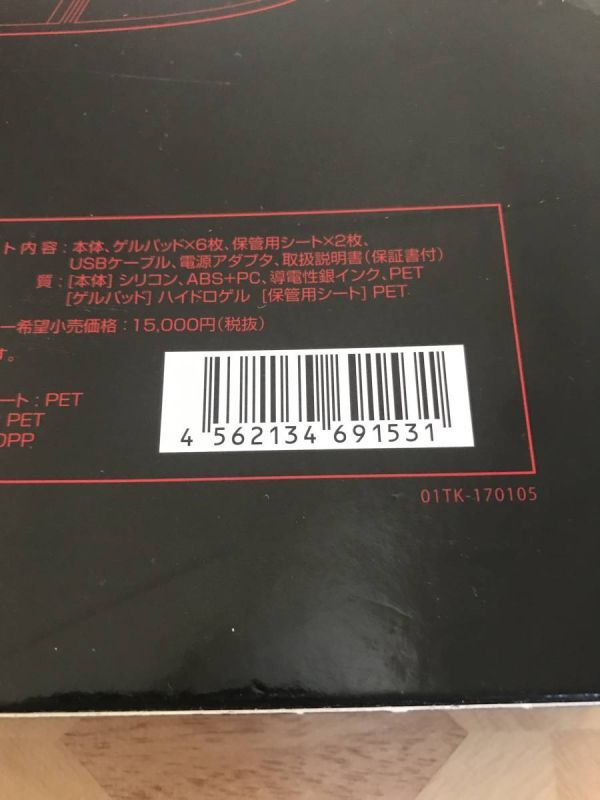 ト内容：本体、ゲルパッド×6枚、保管用シート×2枚、
USBケーブル、電源アダプタ、取扱説明書（保証書付）
質：[本体] シリコン、ABS+PC、導電性銀インク、PET
[ゲルパッド] ハイドロゲル [保管用シート] PET
ー希望小売価格：15,000円（税抜）
す。
ート：PET
PET
OPP
4 562134 691531
01TK-170105